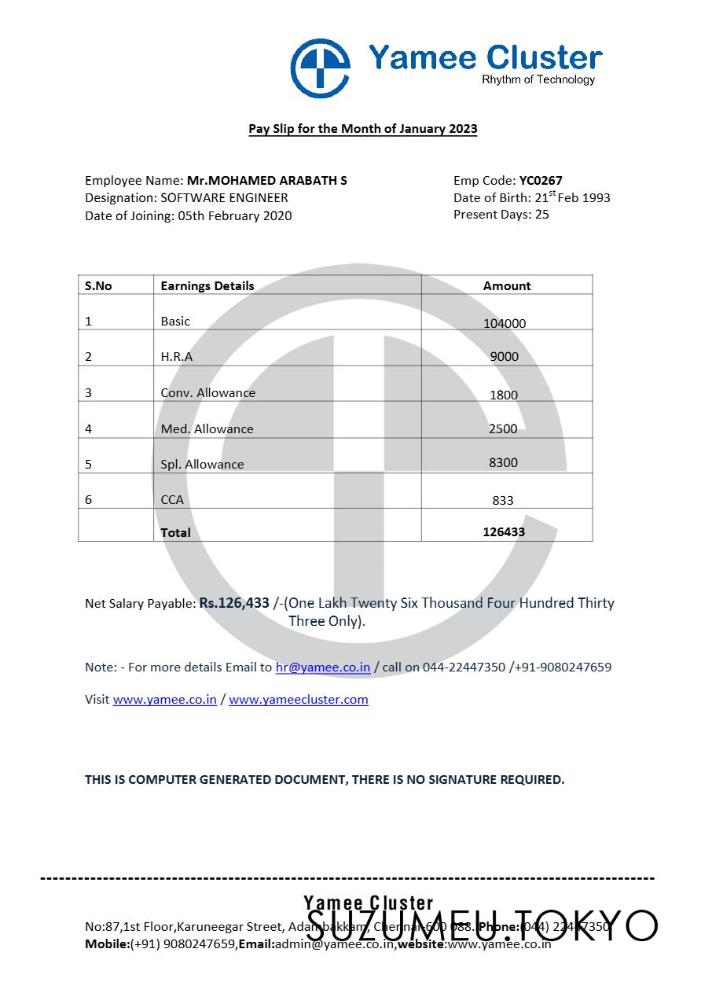 Yamee Cluster
Rhythm of Technology
Pay Slip for the Month of January 2023
Employee Name: Mr.MOHAMED ARABATH S Emp Code: YC0267
Designation: SOFTWARE ENGINEER Date of Birth: 21st Feb 1993
Date of Joining: 05th February 2020 Present Days: 25
S.No Earnings Details Amount
1 Basic 104000
2 H.R.A 9000
3 Conv. Allowance 1800
4 Med. Allowance 2500
5 Spl. Allowance 8300
6 CCA 833
Total 126433
Net Salary Payable: Rs.126,433 /-(One Lakh Twenty Six Thousand Four Hundred Thirty
Three Only).
Note: - For more details Email to hr@yamee.co.in / call on 044-22447350 /+91-9080247659
Visit www.yamee.co.in / www.yameecluster.com
THIS IS COMPUTER GENERATED DOCUMENT, THERE IS NO SIGNATURE REQUIRED.
Yamee Cluster
No:87,1st Floor,Karuneegar Street, Adambakkam, Chennai-600 088. Phone:(044) 22447350
SUZUMEU.TOKYO
Mobile:(+91) 9080247659,Email:admin@yamee.co.in,website:www.yamee.co.in